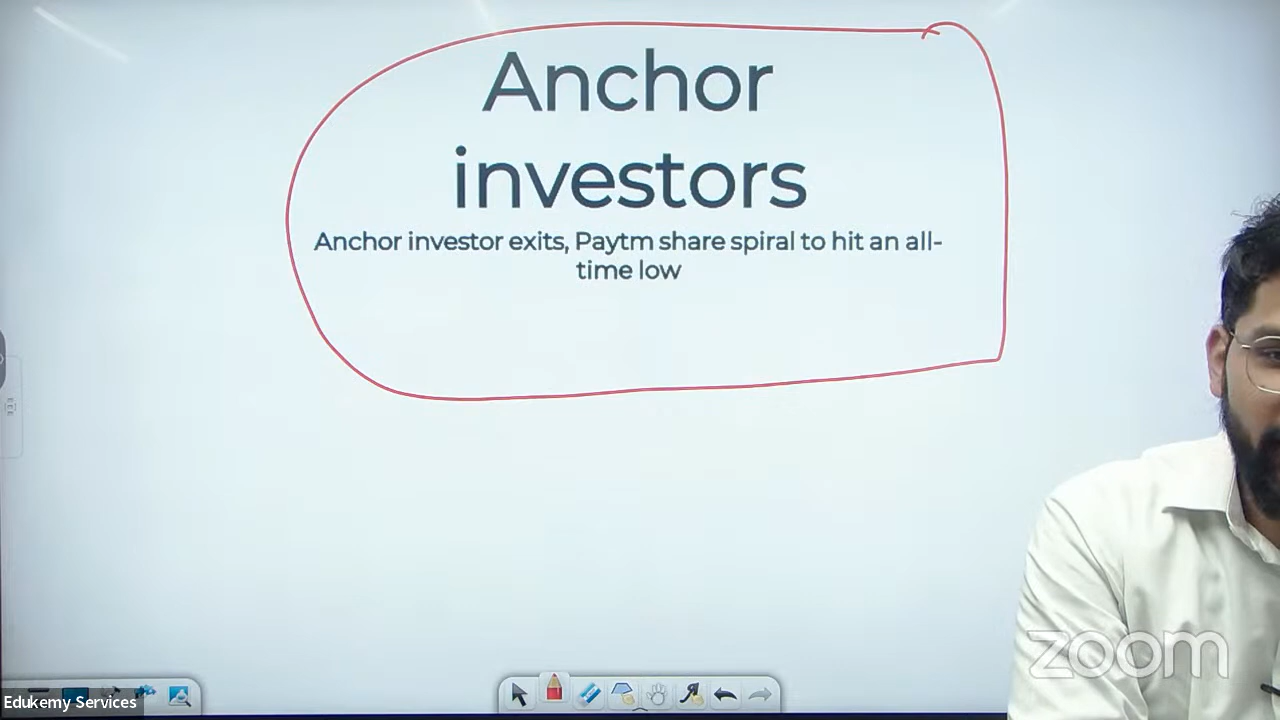 Anchor
investors
Anchor investor exits, Paytm share spiral to hit an all-
time low
zoom
Edukemy Services